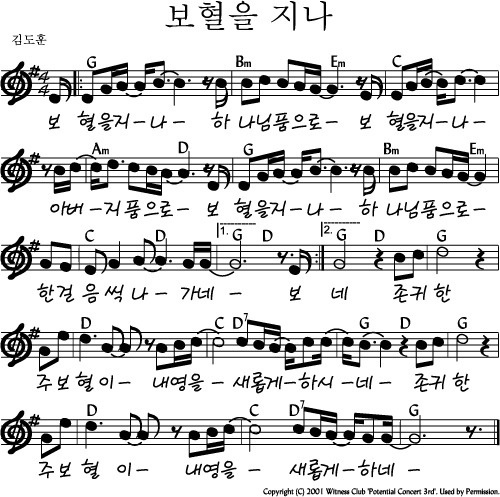 보혈을 지나
김도훈
G Bm Em C
보 혈을지 - 나 - 하 나님품으로 - 보 혈을지 - 나 -
Am D G Bm Em
아버 - 지품으로 - 보 혈을지 - 나 - 하 나님품으로 -
C D 1. G D 2. G D G
한걸 음씩 나 - 가네 - 보 네 존귀 한
D C D7 G D G
주보 혈이 - 내영을 - 새롭게 - 하시 - 네 - 존귀 한
D C D7 G
주보 혈 이 - 내영을 - 새롭게 - 하네 -
Copyright (C) 2001 Witness Club 'Potential Concert 3rd'. Used by Permission.